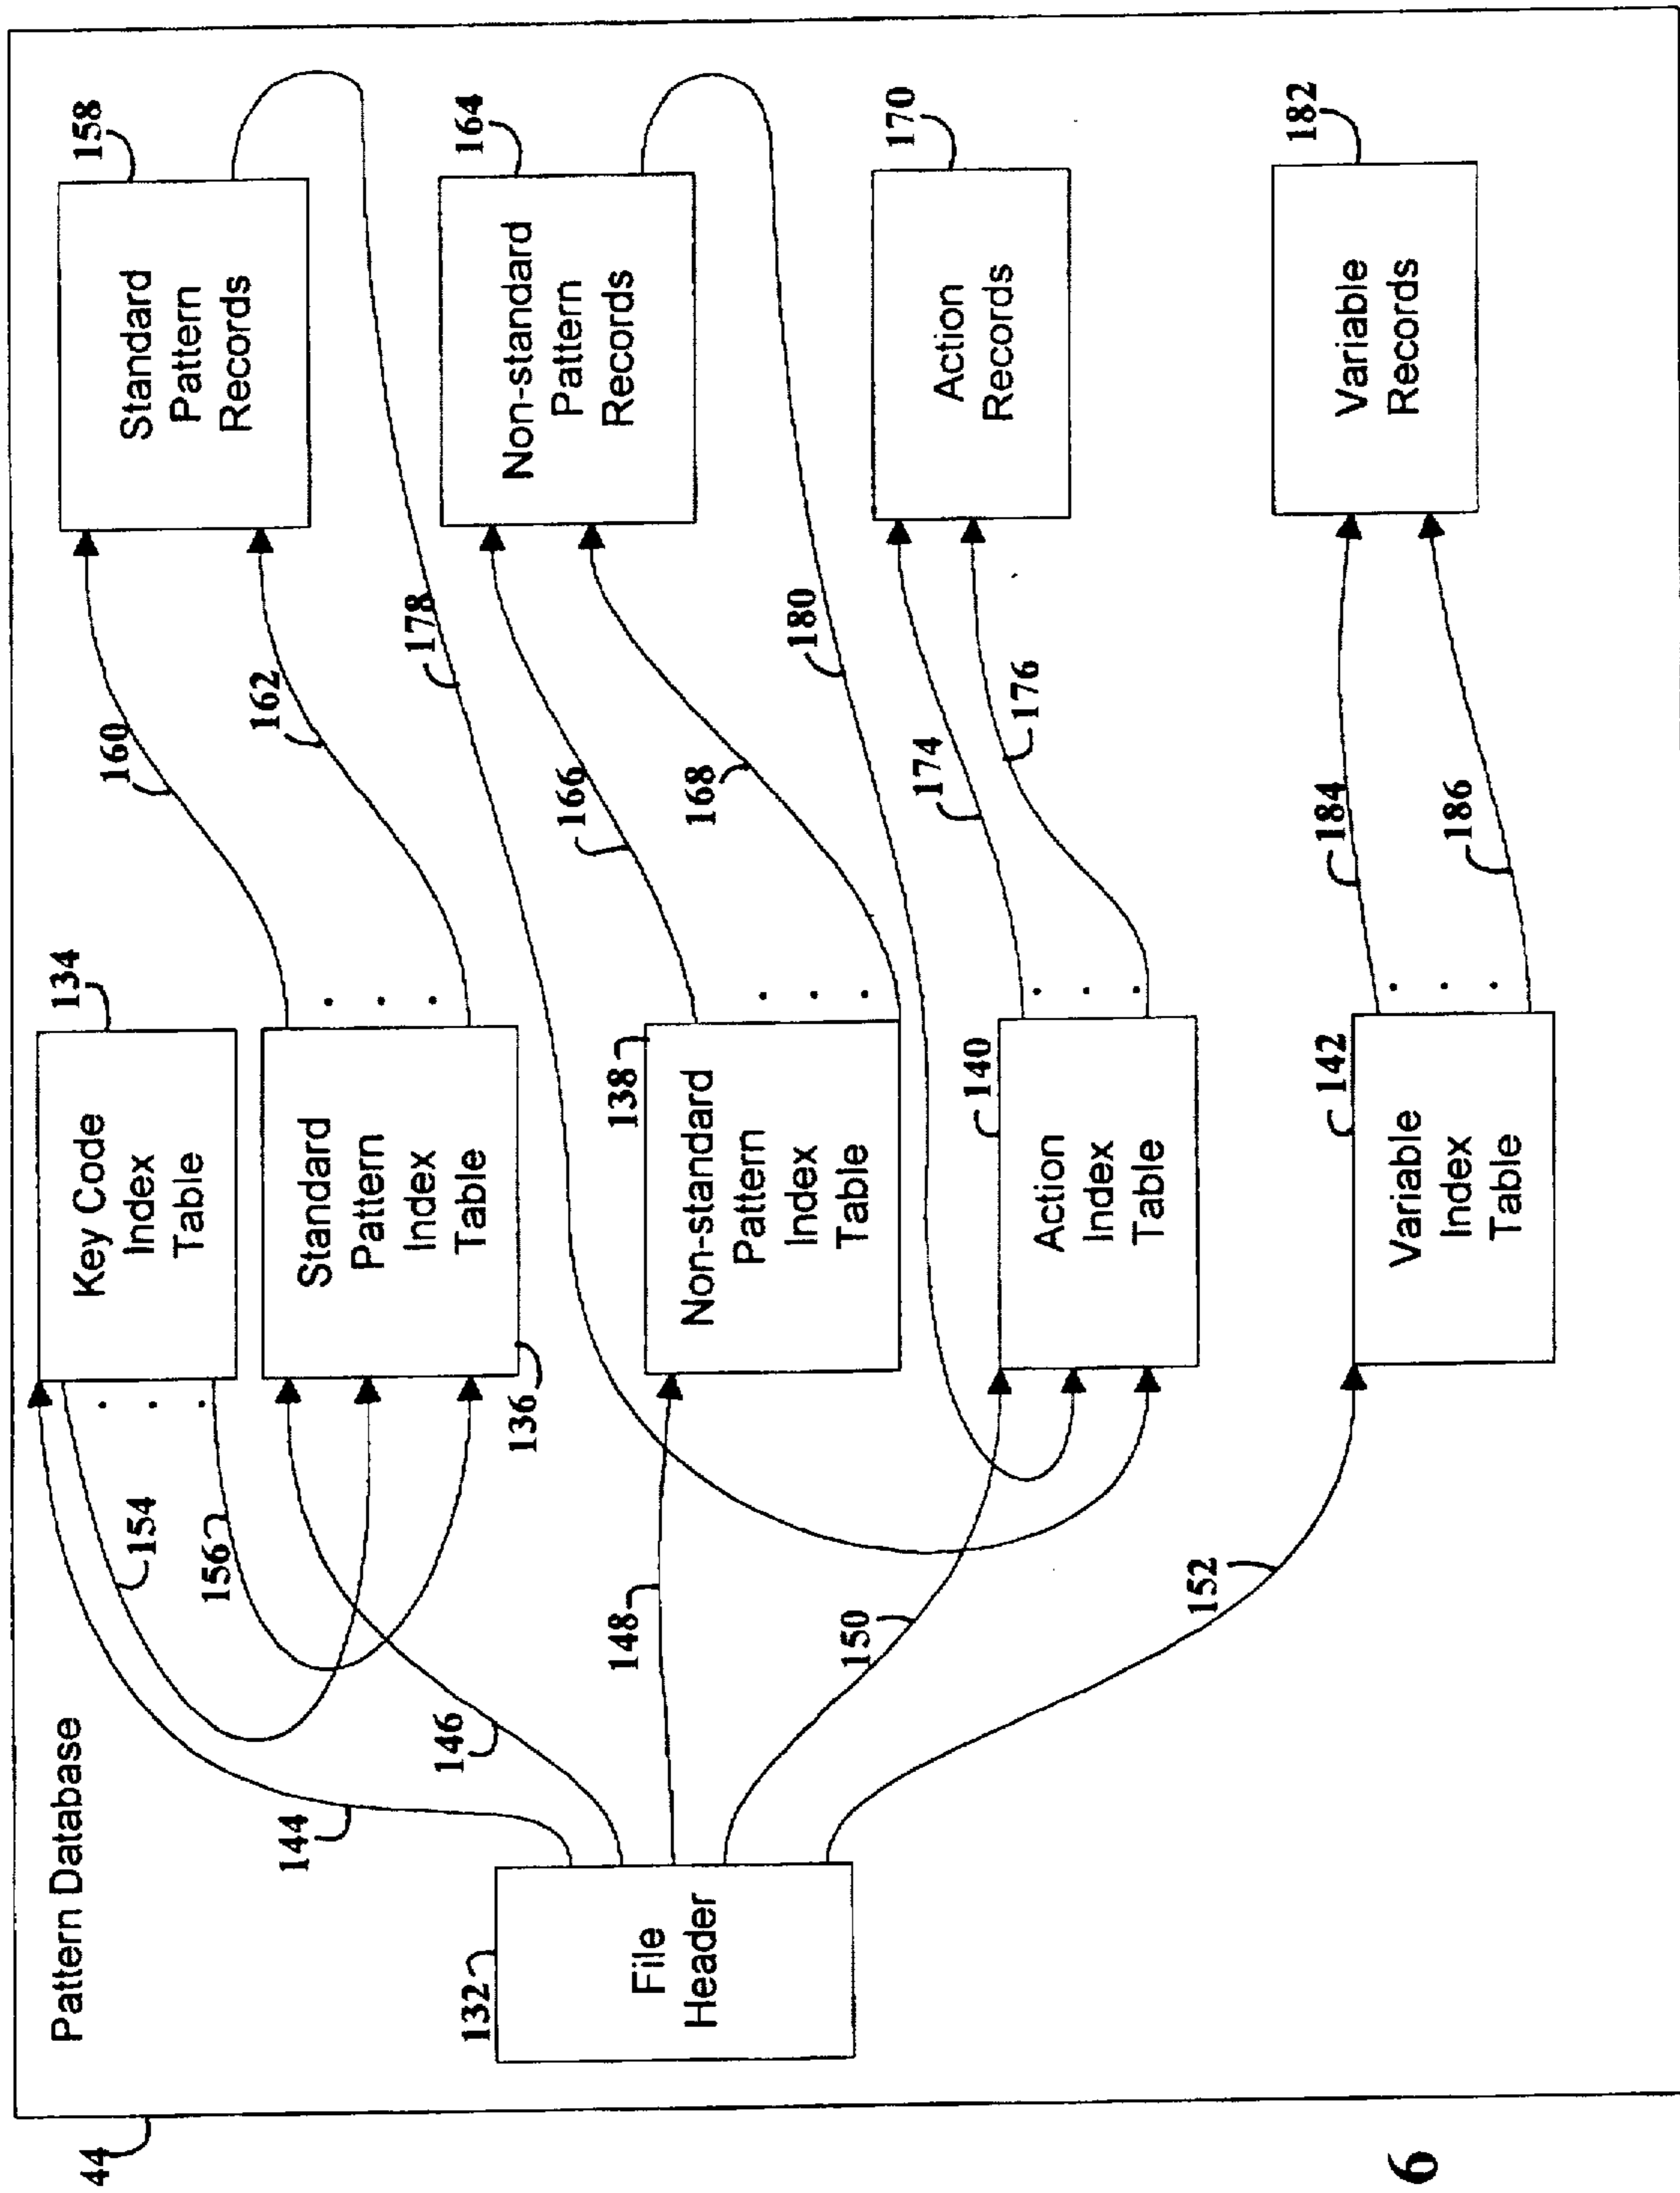 44
Pattern Database
134
Key Code
Index
Table
158
Standard
Pattern
Records
154
156
160
162
136
Standard
Pattern
Index
Table
144
146
178
164
Non-standard
Pattern
Records
132
File
Header
148
138
Non-standard
Pattern
Index
Table
166
168
180
170
Action
Records
150
140
Action
Index
Table
174
176
182
Variable
Records
152
142
Variable
Index
Table
184
186
6